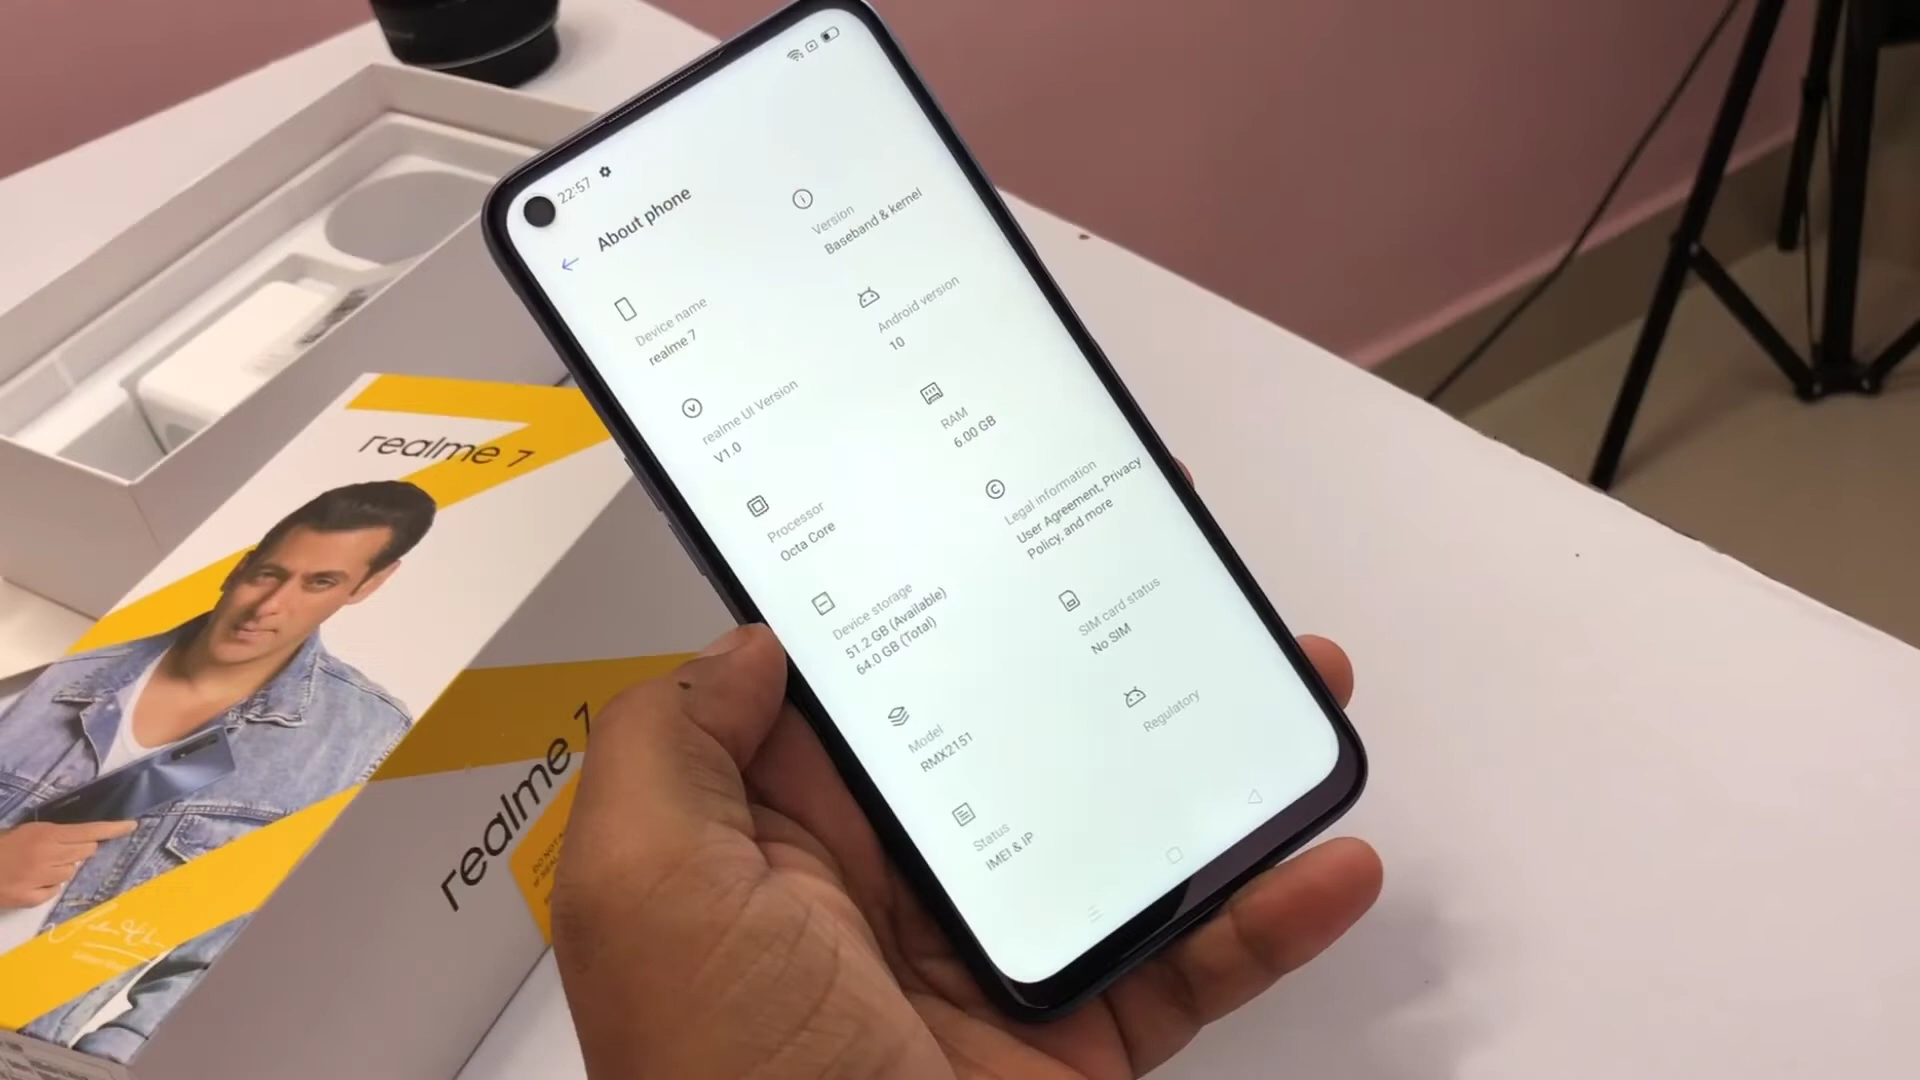 22:57
About phone
Device name
realme 7
realme UI Version
V1.0
Processor
Octa Core
Device storage
51.2 GB (Available)
64.0 GB (Total)
Model
RMX2151
Status
IMEI & IP
Version
Baseband & kernel
Android version
10
RAM
6.00 GB
Legal information
User Agreement, Privacy
Policy, and more
SIM card status
No SIM
Regulatory
realme 7
realme 7